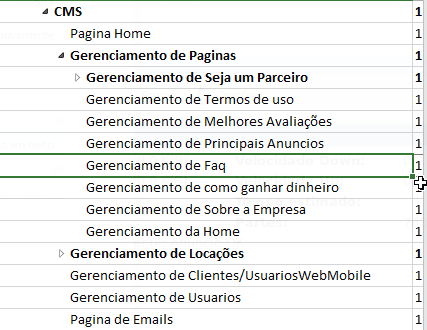 CMS 1
Pagina Home 1
Gerenciamento de Paginas 1
Gerenciamento de Seja um Parceiro 1
Gerenciamento de Termos de uso 1
Gerenciamento de Melhores Avaliações 1
Gerenciamento de Principais Anuncios 1
Gerenciamento de Faq 1
Gerenciamento de como ganhar dinheiro 1
Gerenciamento de Sobre a Empresa 1
Gerenciamento da Home 1
Gerenciamento de Locações 1
Gerenciamento de Clientes/UsuariosWebMobile 1
Gerenciamento de Usuarios 1
Pagina de Emails 1